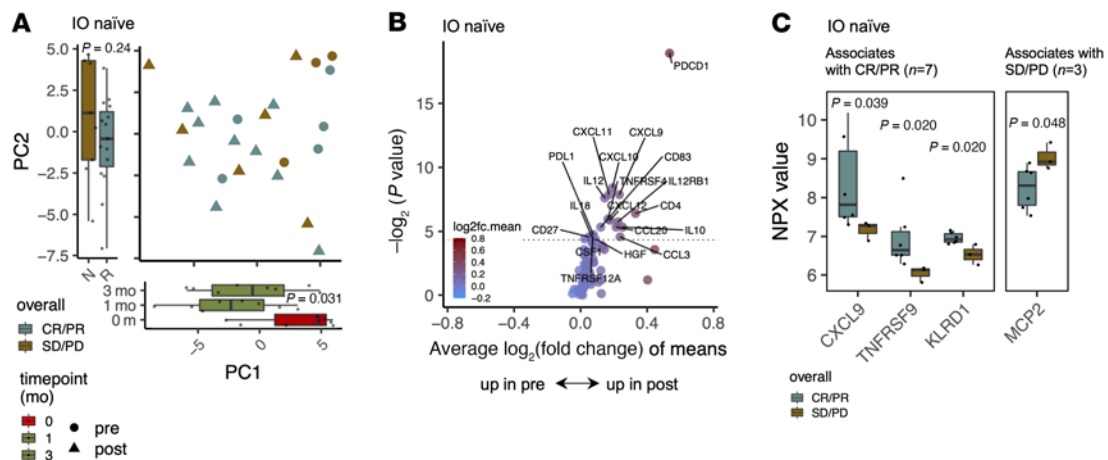 A
IO naïve
P = 0.24
5.0
2.5
0.0
−2.5
−5.0
−7.5
PC2
N
R
3 mo
1 mo
0 m
P = 0.031
−5
0
5
PC1
overall
CR/PR
SD/PD
timepoint
(mo)
0
1
3
pre
post
B
IO naïve
−log2 (P value)
15
10
5
0
PDCD1
CXCL11
CXCL9
PDL1
CXCL10
CD83
IL12
TNFRSF4
IL12RB1
IL18
CXCL12
CD4
CD27
CCL20
IL10
CSF1
HGF
CCL3
TNFRSF12A
log2fc.mean
0.8
0.6
0.4
0.2
0.0
−0.2
−0.8
−0.4
0.0
0.4
0.8
Average log2(fold change) of means
up in pre ⟷ up in post
C
IO naïve
Associates
with CR/PR (n=7)
Associates with
SD/PD (n=3)
P = 0.039
P = 0.020
P = 0.020
P = 0.048
NPX value
9
8
7
6
CXCL9
TNFRSF9
KLRD1
MCP2
overall
CR/PR
SD/PD